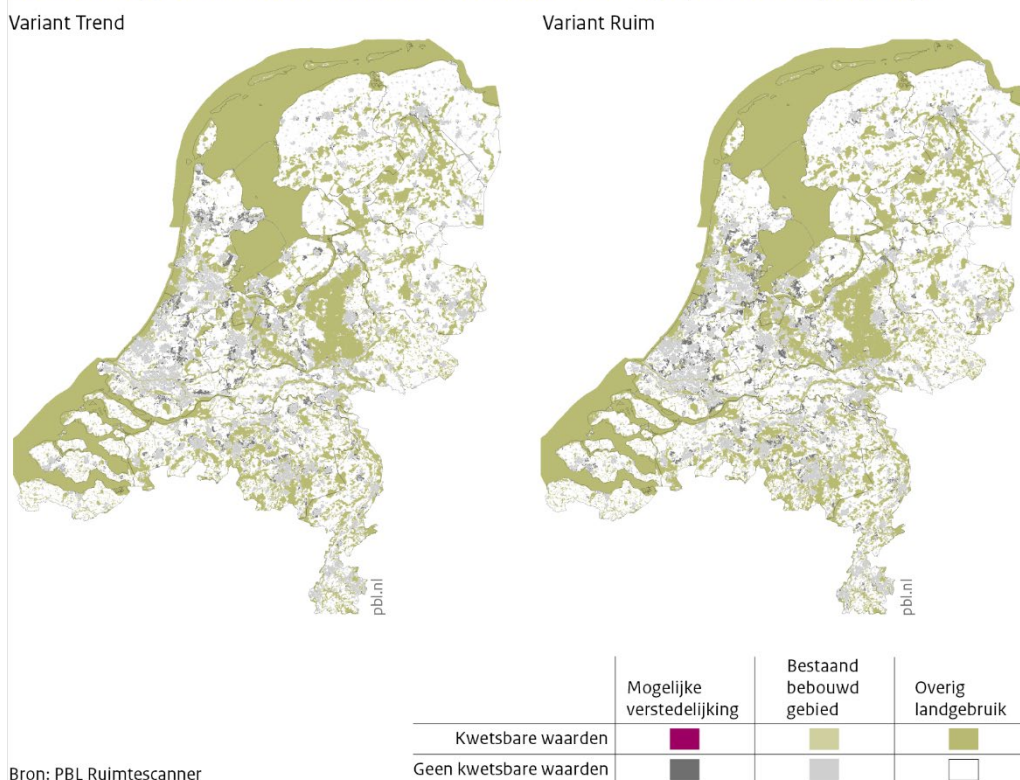 Variant Trend
Variant Ruim
pbl.nl
pbl.nl
Mogelijke
verstedelijking
Bestaand
bebouwd
gebied
Overig
landgebruik
Kwetsbare waarden
Geen kwetsbare waarden
Bron: PBL Ruimtescanner